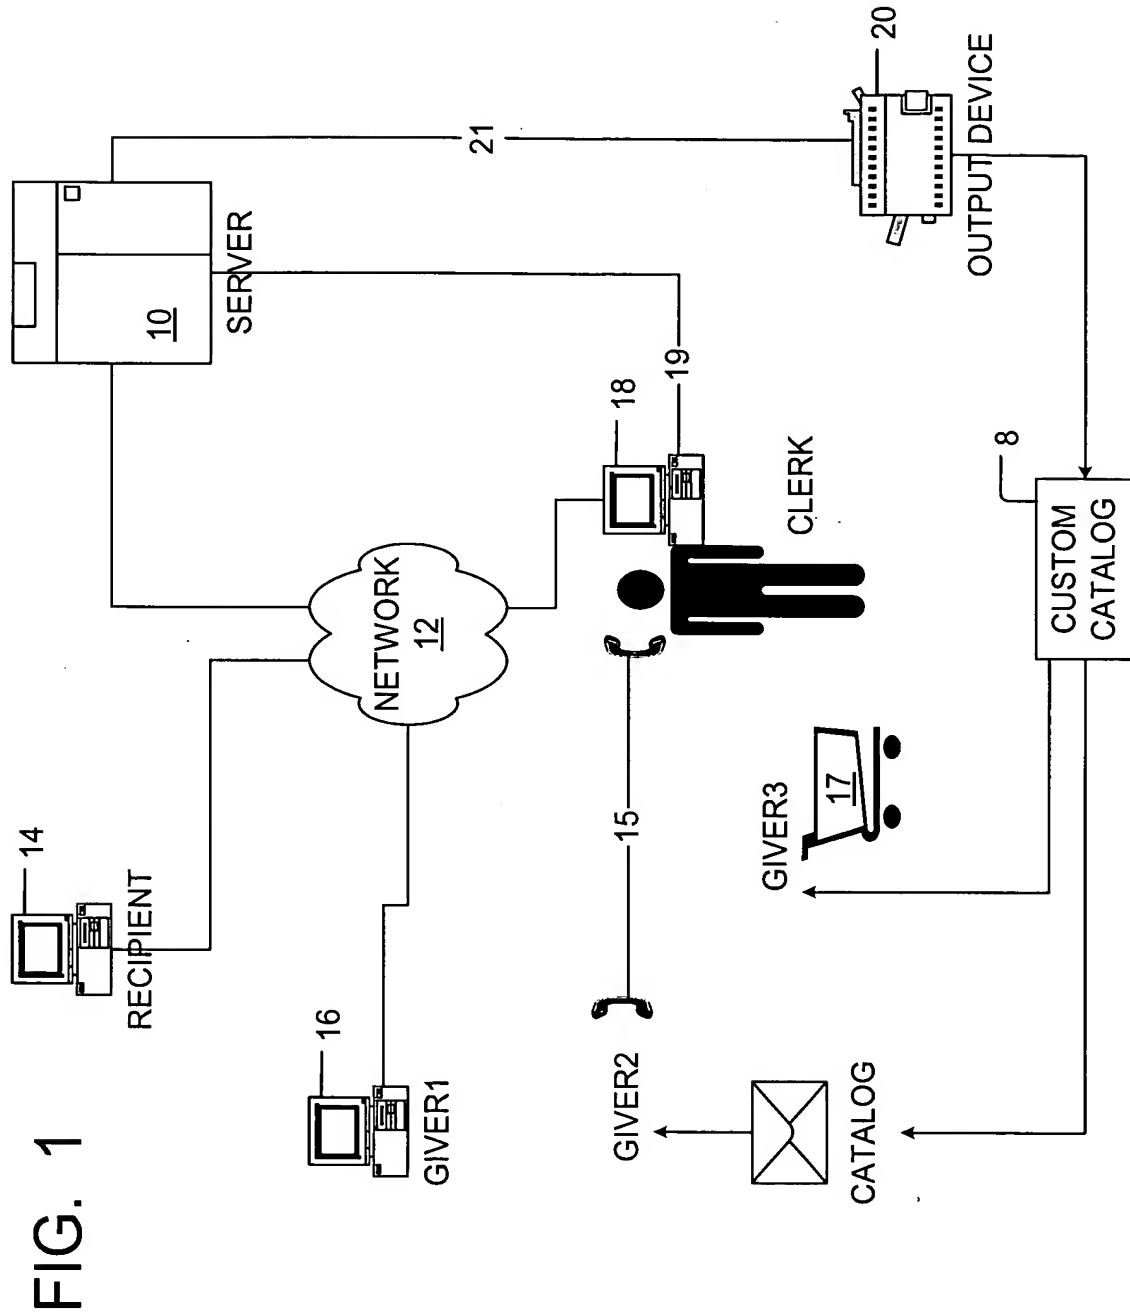 FIG. 1
RECIPIENT
14
10
SERVER
21
20
OUTPUT DEVICE
16
GIVER1
NETWORK
12
18
19
CLERK
15
GIVER2
GIVER3
17
CATALOG
8
CUSTOM
CATALOG